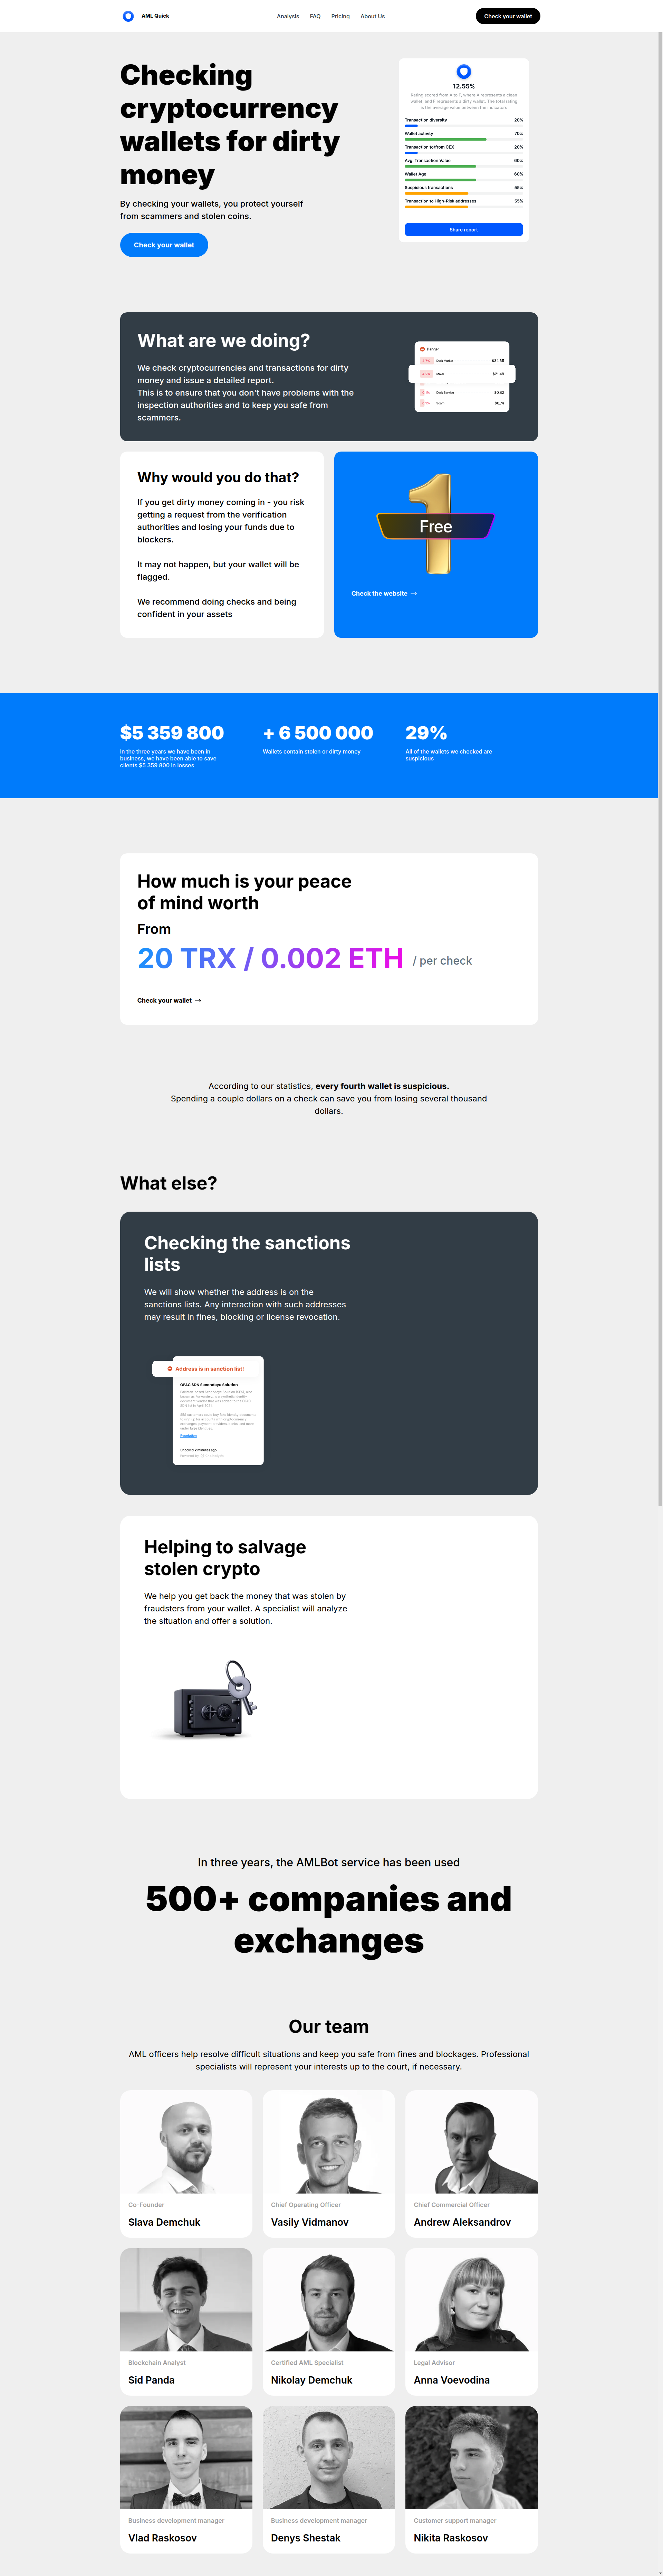 AML Quick
Analysis
FAQ
Pricing
About Us
Check your wallet
Checking
cryptocurrency
wallets for dirty
money
By checking your wallets, you protect yourself
from scammers and stolen coins.
Check your wallet
12.55%
Rating scored from A to F, where A represents a clean
wallet, and F represents a dirty wallet. The total rating
is the average value between the indicators.
Transaction diversity 20%
Wallet activity 70%
Transaction to/from CEX 20%
Avg. Transaction Value 60%
Wallet Age 60%
Suspicious transactions 55%
Transaction to High-Risk addresses 55%
Share report
What are we doing?
We check cryptocurrencies and transactions for dirty
money and issue a detailed report.
This is to ensure that you don't have problems with the
inspection authorities and to keep you safe from
scammers.
Danger
Dark Market
Mixer $21.48
Dark Service
Scam
Why would you do that?
If you get dirty money coming in - you risk
getting a request from the verification
authorities and losing your funds due to
blockers.
It may not happen, but your wallet will be
flagged.
We recommend doing checks and being
confident in your assets
1
Free
Check the website →
$5 359 800
In the three years we have been in
business, we have been able to save
clients $5 359 800 in losses
+ 6 500 000
Wallets contain stolen or dirty money
29%
All of the wallets we checked are
suspicious
How much is your peace
of mind worth
From
20 TRX / 0.002 ETH / per check
Check your wallet →
According to our statistics, every fourth wallet is suspicious.
Spending a couple dollars on a check can save you from losing several thousand
dollars.
What else?
Checking the sanctions
lists
We will show whether the address is on the
sanctions lists. Any interaction with such addresses
may result in fines, blocking or license revocation.
Address is in sanction list!
OFAC SDN Secondeye Solution
Checked 3 minutes ago
Helping to salvage
stolen crypto
We help you get back the money that was stolen by
fraudsters from your wallet. A specialist will analyze
the situation and offer a solution.
In three years, the AMLBot service has been used
500+ companies and
exchanges
Our team
AML officers help resolve difficult situations and keep you safe from fines and blockages. Professional
specialists will represent your interests up to the court, if necessary.
Co-Founder
Slava Demchuk
Chief Operating Officer
Vasily Vidmanov
Chief Commercial Officer
Andrew Aleksandrov
Blockchain Analyst
Sid Panda
Certified AML Specialist
Nikolay Demchuk
Legal Advisor
Anna Voevodina
Business development manager
Vlad Raskosov
Business development manager
Denys Shestak
Customer support manager
Nikita Raskosov